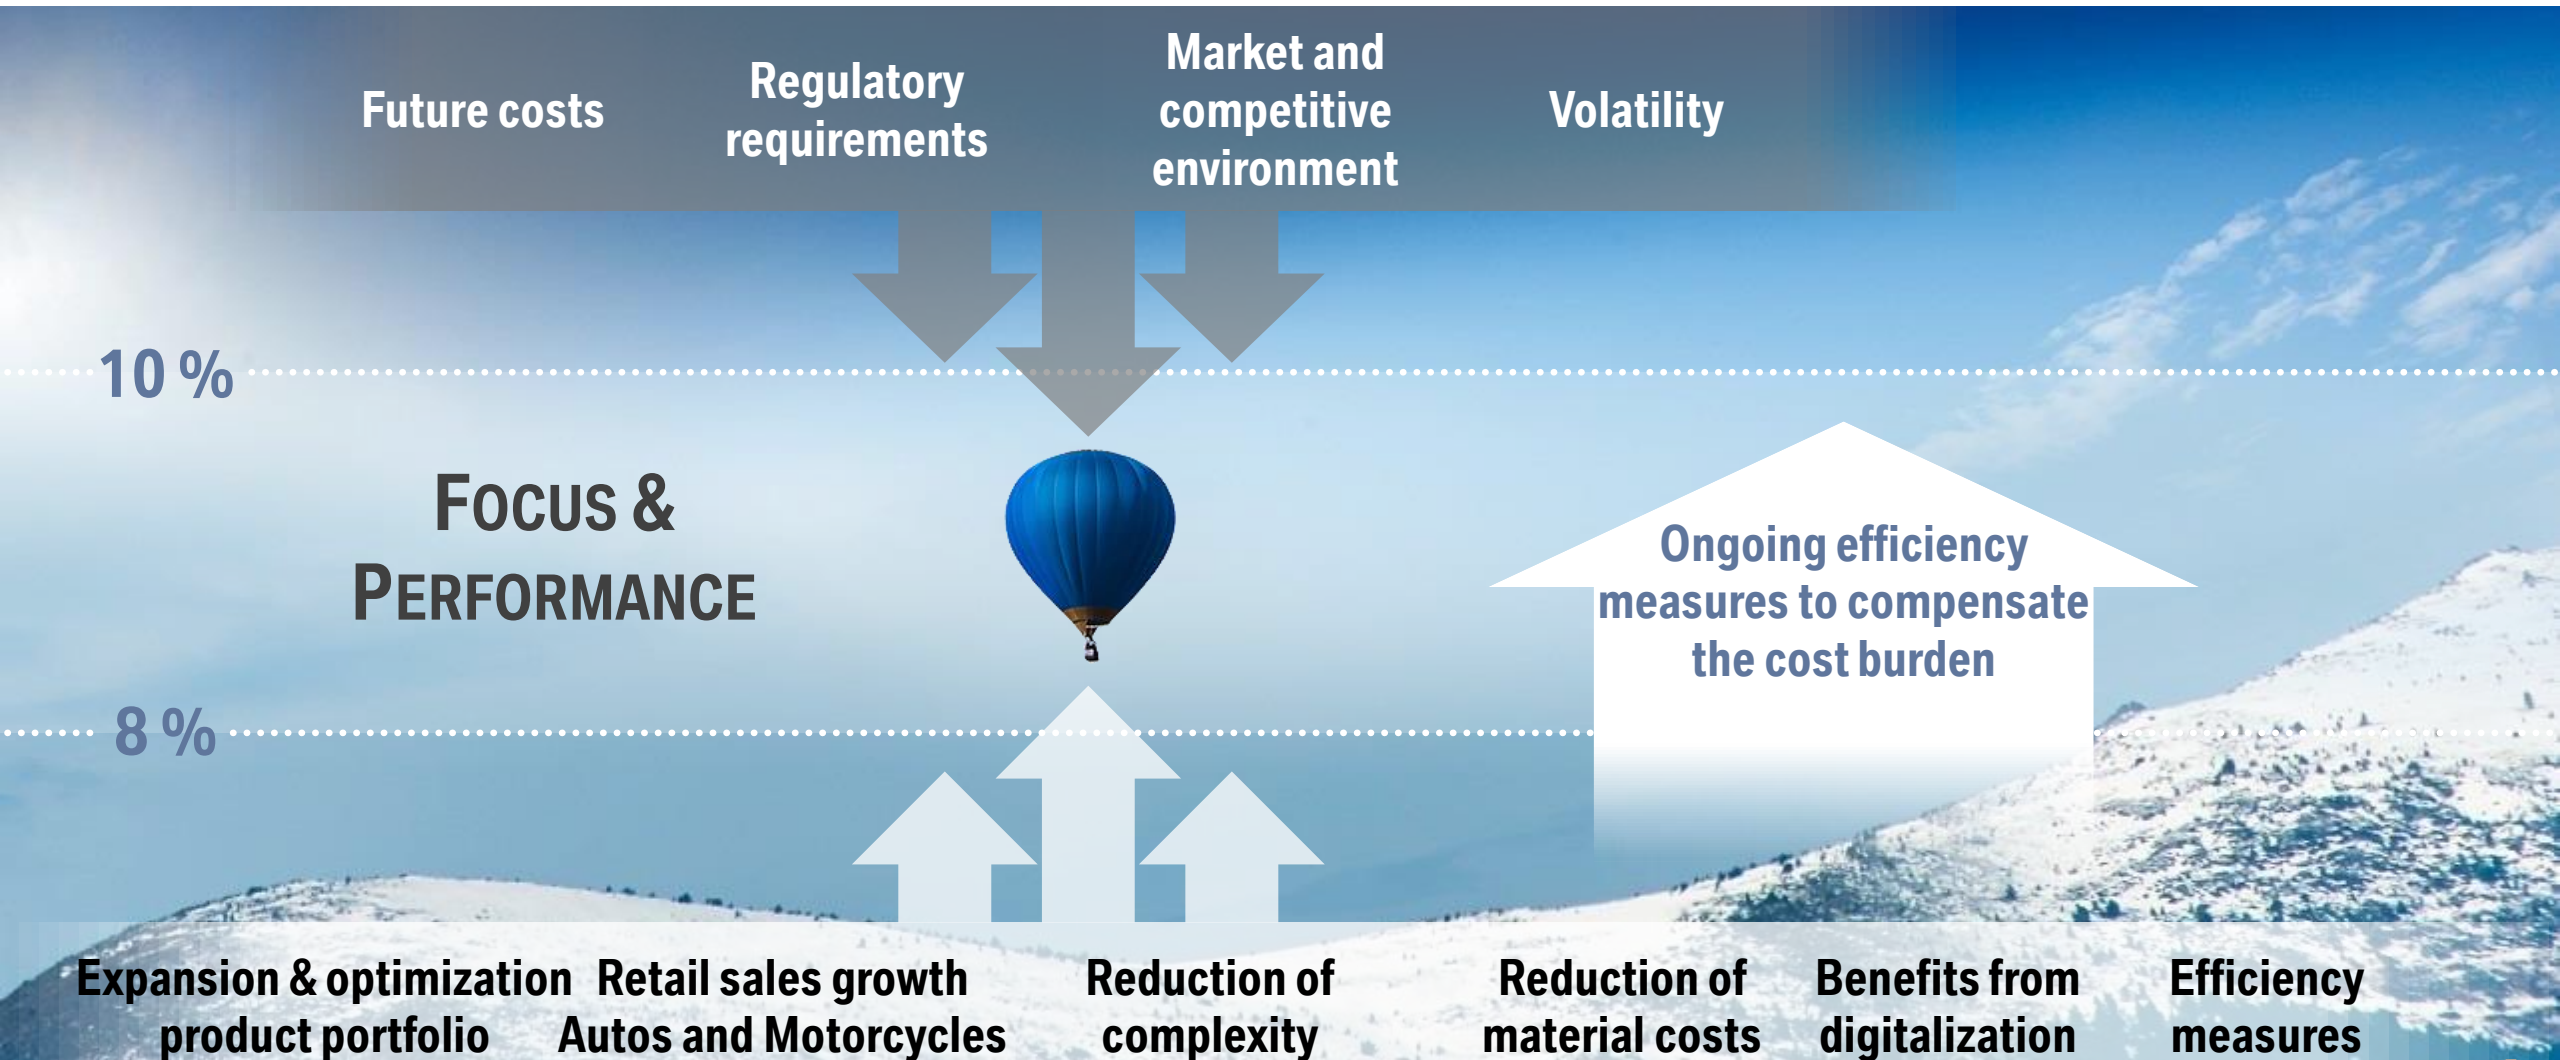 Future costs
Regulatory
requirements
Market and
competitive
environment
Volatility
10 %
FOCUS &
PERFORMANCE
Ongoing efficiency
measures to compensate
the cost burden
8 %
Expansion & optimization
product portfolio
Retail sales growth
Autos and Motorcycles
Reduction of
complexity
Reduction of
material costs
Benefits from
digitalization
Efficiency
measures